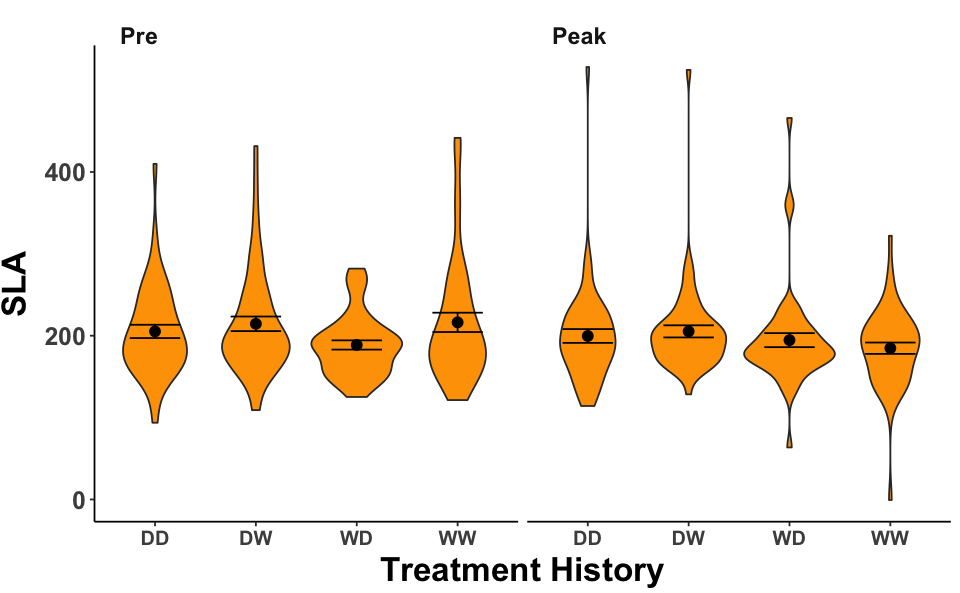 Pre Peak
SLA
400
200
0
DD DW WD WW DD DW WD WW
Treatment History